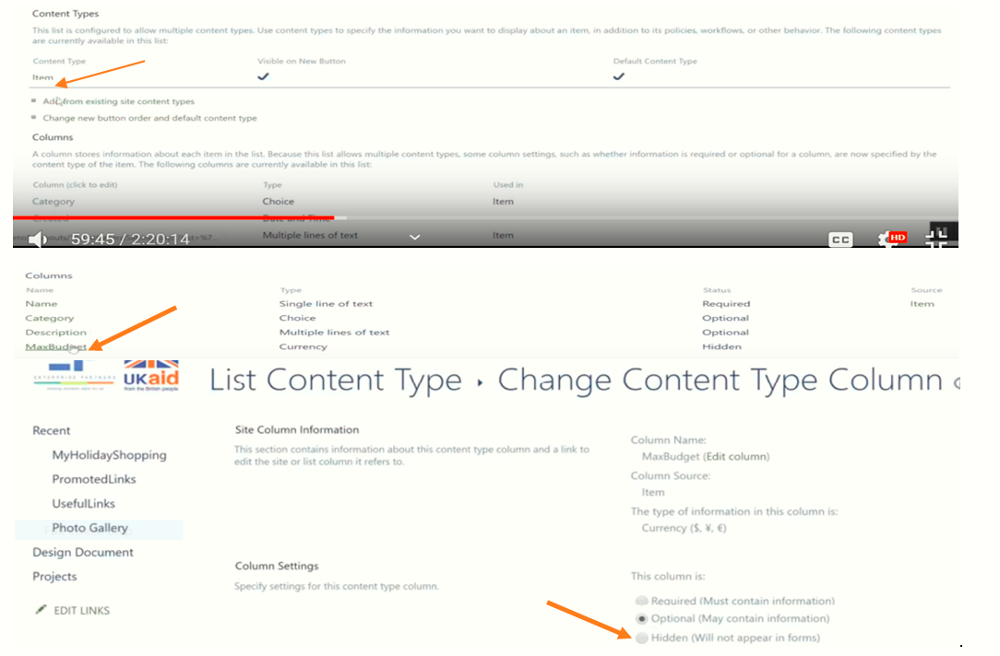 Content Types
This list is configured to allow multiple content types. Use content types to specify the information you want to display about an item, in addition to its policies, workflows, or other behavior. The following content types
are currently available in this list:
Content Type Visible on New Button Default Content Type
Item
Add from existing site content types
Change new button order and default content type
Columns
A column stores information about each item in the list. Because this list allows multiple content types, some column settings, such as whether information is required or optional for a column, are now specified by the
content type of the item. The following columns are currently available in this list:
Column (click to edit) Type Used in
Category Choice Item
Created Date and Time
Multiple lines of text Item
59:45 / 2:20:14 CC HD
Columns
Name Type Status Source
Name Single line of text Required Item
Category Choice Optional
Description Multiple lines of text Optional
MaxBudget Currency Hidden
ENTERPRISE PARTNERS
UKaid
from the British people
List Content Type › Change Content Type Column
Recent
MyHolidayShopping
PromotedLinks
UsefulLinks
Photo Gallery
Design Document
Projects
EDIT LINKS
Site Column Information
This section contains information about this content type column and a link to
edit the site or list column it refers to.
Column Name:
MaxBudget (Edit column)
Column Source:
Item
The type of information in this column is:
Currency ($, ¥, €)
Column Settings
Specify settings for this content type column.
This column is:
Required (Must contain information)
Optional (May contain information)
Hidden (Will not appear in forms)